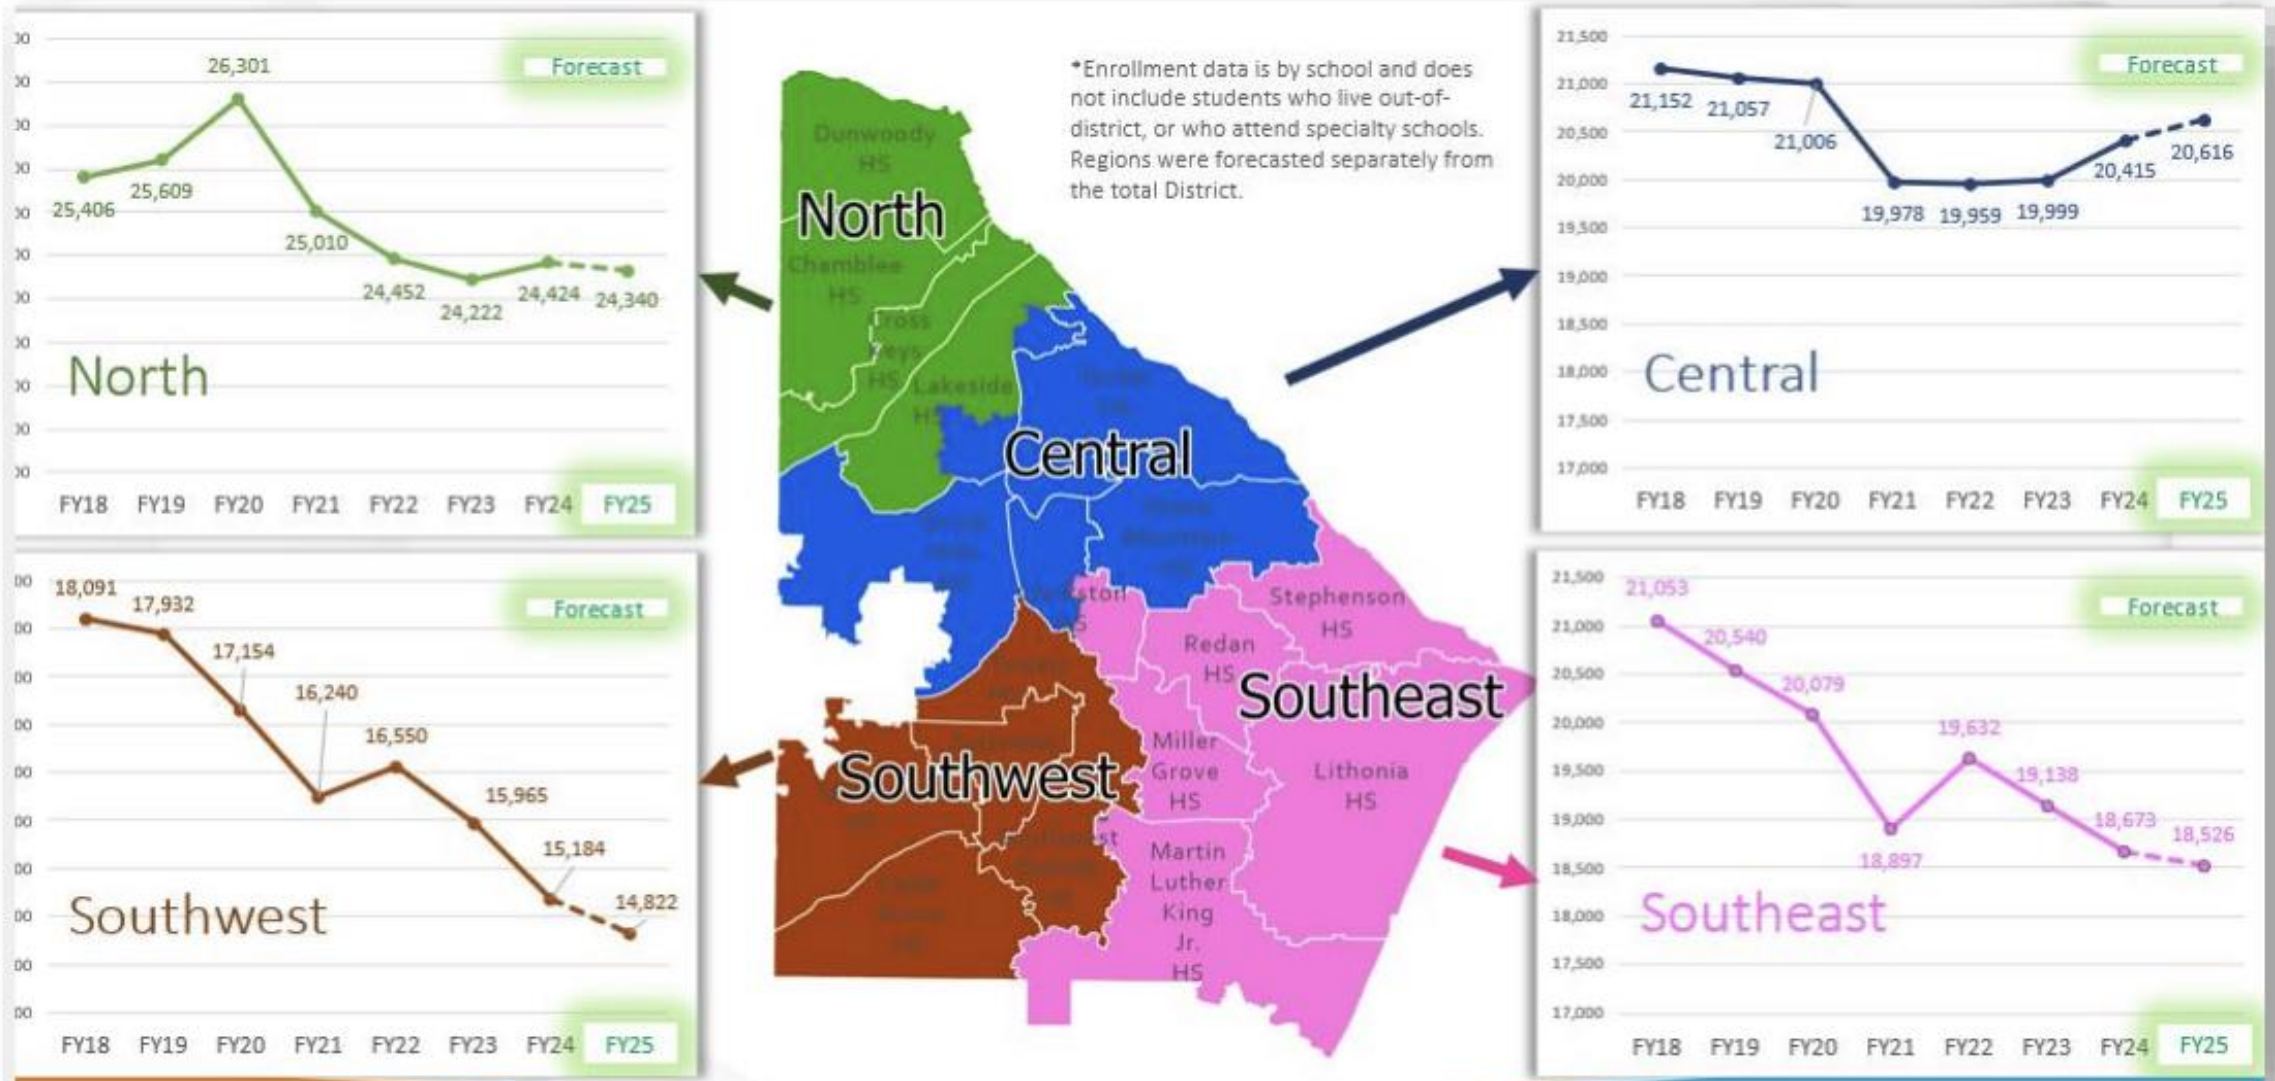 Forecast
26,301
25,406
25,609
25,010
24,452
24,222
24,424
24,340
North
FY18 FY19 FY20 FY21 FY22 FY23 FY24 FY25
*Enrollment data is by school and does
not include students who live out-of-
district, or who attend specialty schools.
Regions were forecasted separately from
the total District.
Dunwoody
HS
North
Chamblee
HS
Cross
Keys
HS
Lakeside
HS
Central
Stephenson
HS
Redan
HS
Southeast
Miller
Grove
HS
Lithonia
HS
Southwest
Martin
Luther
King
Jr.
HS
21,500
21,000
20,500
20,000
19,500
19,000
18,500
18,000
17,500
17,000
Forecast
21,152
21,057
21,006
19,978
19,959
19,999
20,415
20,616
Central
FY18 FY19 FY20 FY21 FY22 FY23 FY24 FY25
Forecast
18,091
17,932
17,154
16,240
16,550
15,965
15,184
14,822
Southwest
FY18 FY19 FY20 FY21 FY22 FY23 FY24 FY25
21,500
21,000
20,500
20,000
19,500
19,000
18,500
18,000
17,500
17,000
Forecast
21,053
20,540
20,079
18,897
19,632
19,138
18,673
18,526
Southeast
FY18 FY19 FY20 FY21 FY22 FY23 FY24 FY25